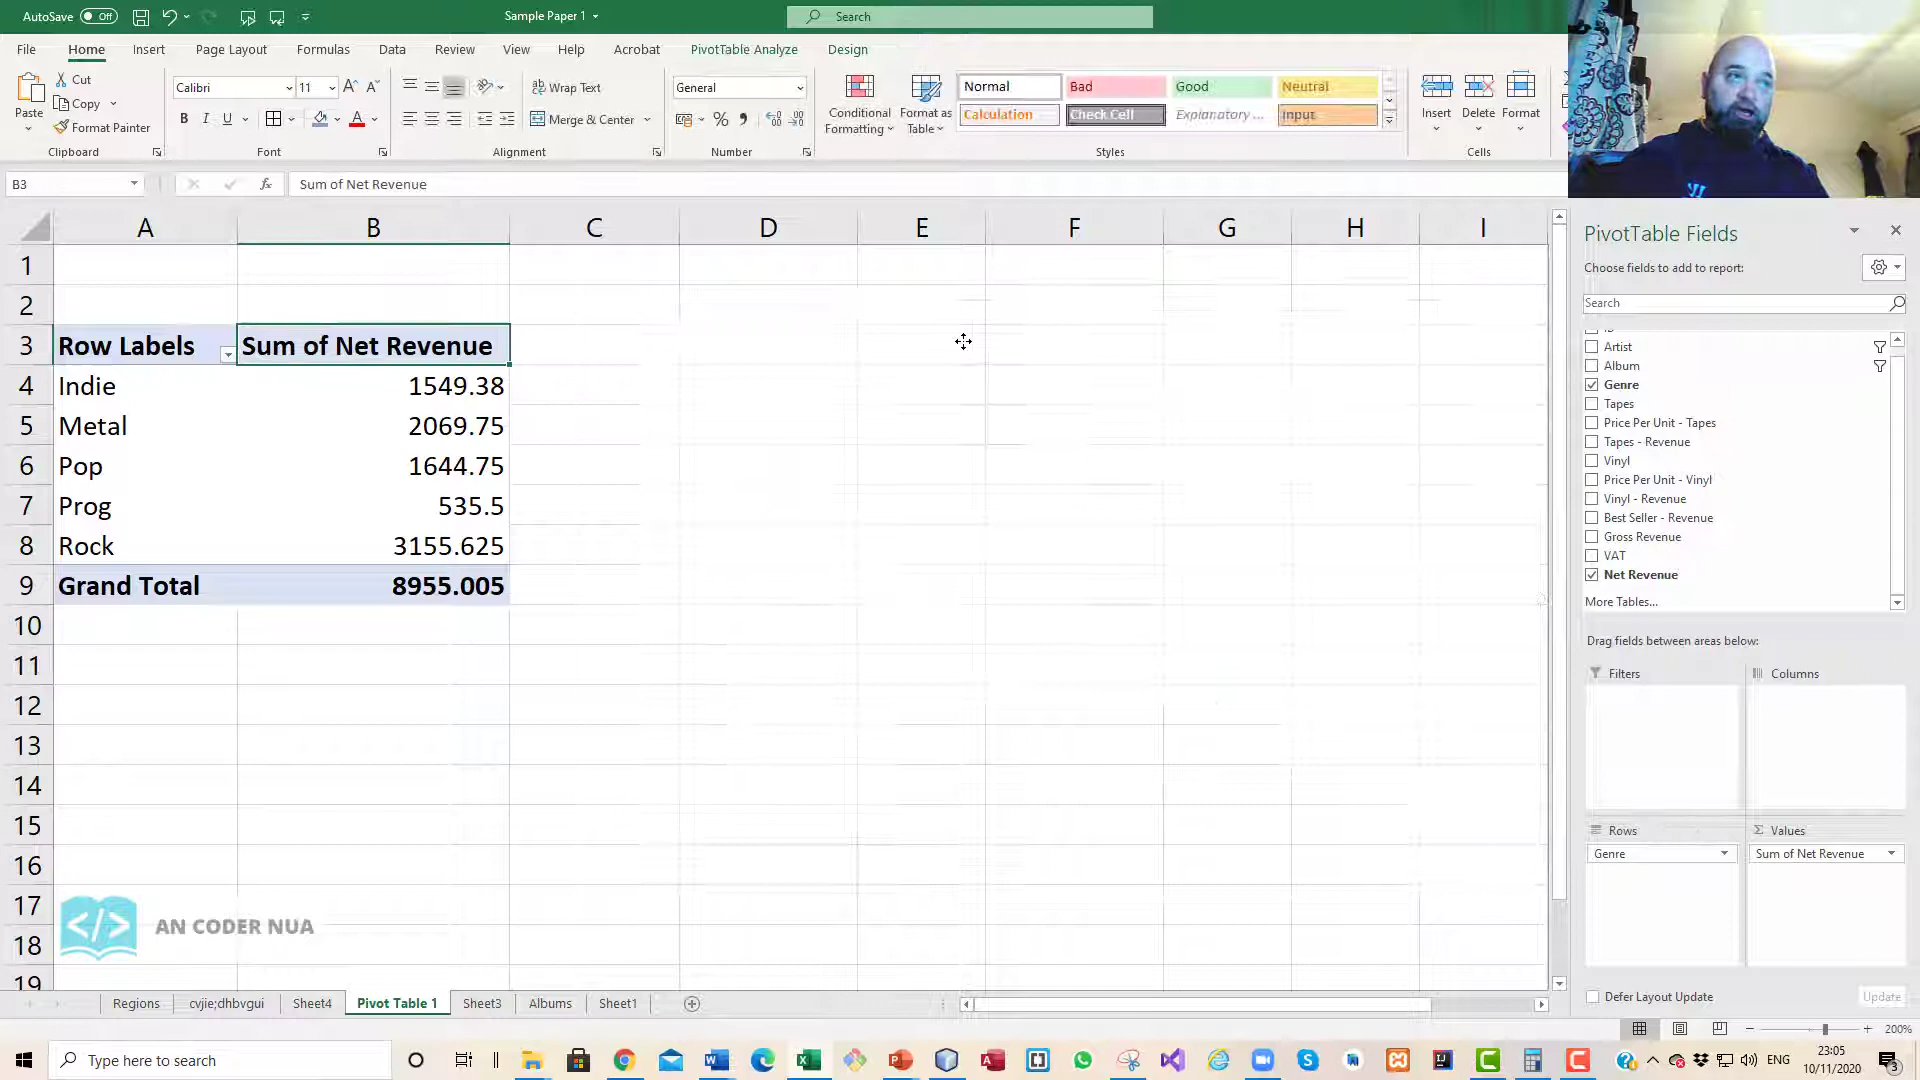 AutoSave Off
Sample Paper 1
Search
File Home Insert Page Layout Formulas Data Review View Help Acrobat PivotTable Analyze Design
Paste
Cut
Copy
Format Painter
Clipboard
Calibri 11
B I U
Font
Wrap Text
Merge & Center
Alignment
General
Number
Conditional Formatting
Format as Table
Normal Bad Good Neutral
Calculation Check Cell Explanatory ... Input
Styles
Insert Delete Format
Cells
B3
Sum of Net Revenue
A B C D E F G H I
1
2
3 Row Labels Sum of Net Revenue
4 Indie 1549.38
5 Metal 2069.75
6 Pop 1644.75
7 Prog 535.5
8 Rock 3155.625
9 Grand Total 8955.005
10
11
12
13
14
15
16
17
18
19
AN CODER NUA
PivotTable Fields
Choose fields to add to report:
Search
Artist
Album
Genre
Tapes
Price Per Unit - Tapes
Tapes - Revenue
Vinyl
Price Per Unit - Vinyl
Vinyl - Revenue
Best Seller - Revenue
Gross Revenue
VAT
Net Revenue
More Tables...
Drag fields between areas below:
Filters
Columns
Rows
Values
Genre
Sum of Net Revenue
Defer Layout Update
Update
Regions cvjie;dhbvgui Sheet4 Pivot Table 1 Sheet3 Albums Sheet1
200%
Type here to search
ENG
23:05
10/11/2020
3